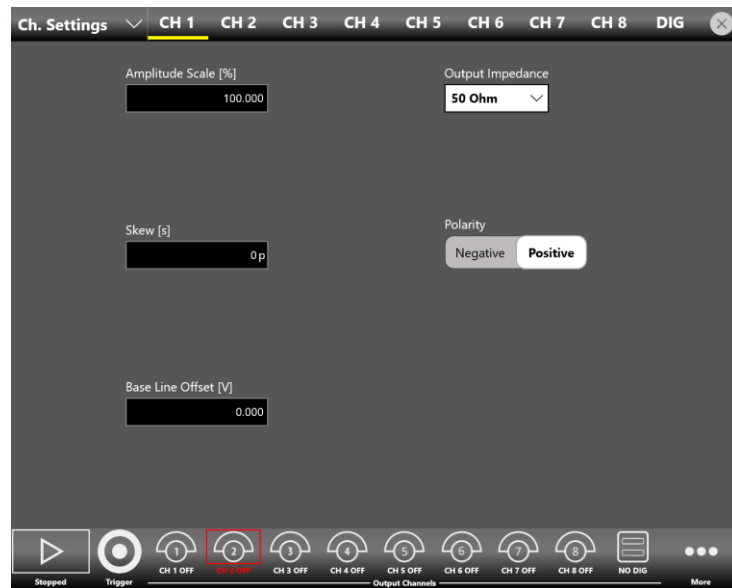 Ch. Settings CH 1 CH 2 CH 3 CH 4 CH 5 CH 6 CH 7 CH 8 DIG
Amplitude Scale [%] Output Impedance
100.000 50 Ohm
Skew [s] Polarity
0 p Negative Positive
Base Line Offset [V]
0.000
1 2 3 4 5 6 7 8
CH 1 OFF CH 2 OFF CH 3 OFF CH 4 OFF CH 5 OFF CH 6 OFF CH 7 OFF CH 8 OFF NO DIG
Stopped Trigger Output Channels More